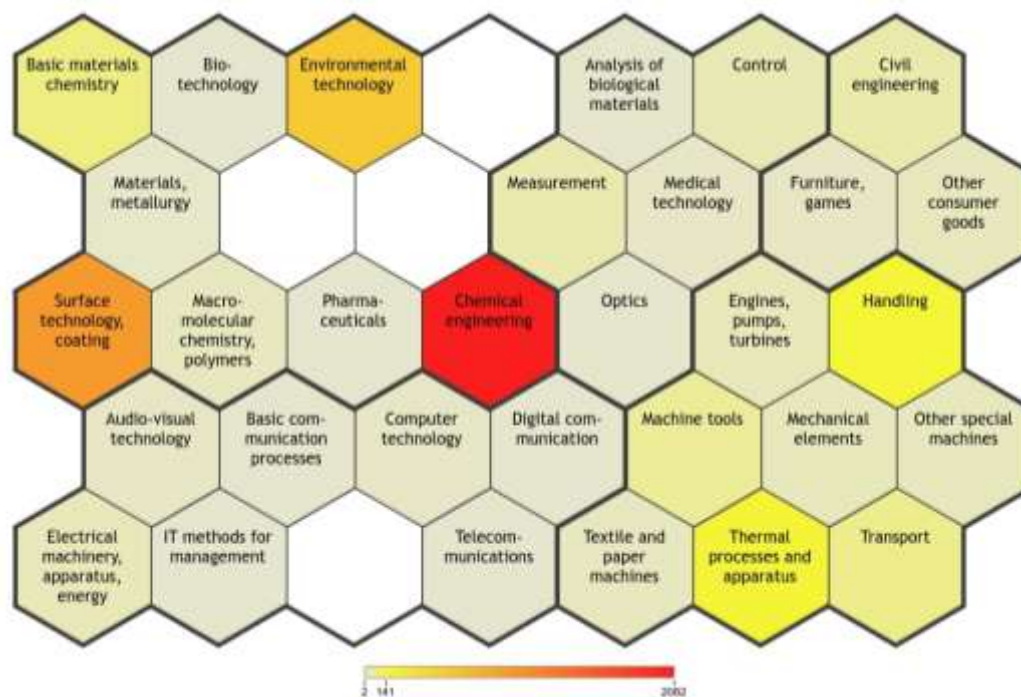 Basic materials
chemistry
Bio-
technology
Environmental
technology
Analysis of
biological
materials
Control
Civil
engineering
Materials,
metallurgy
Measurement
Medical
technology
Furniture,
games
Other
consumer
goods
Surface
technology,
coating
Macro-
molecular
chemistry,
polymers
Pharma-
ceuticals
Chemical
engineering
Optics
Engines,
pumps,
turbines
Handling
Audio-visual
technology
Basic com-
munication
processes
Computer
technology
Digital com-
munication
Machine tools
Mechanical
elements
Other special
machines
Electrical
machinery,
apparatus,
energy
IT methods for
management
Telecom-
munications
Textile and
paper
machines
Thermal
processes and
apparatus
Transport
2 141 2002